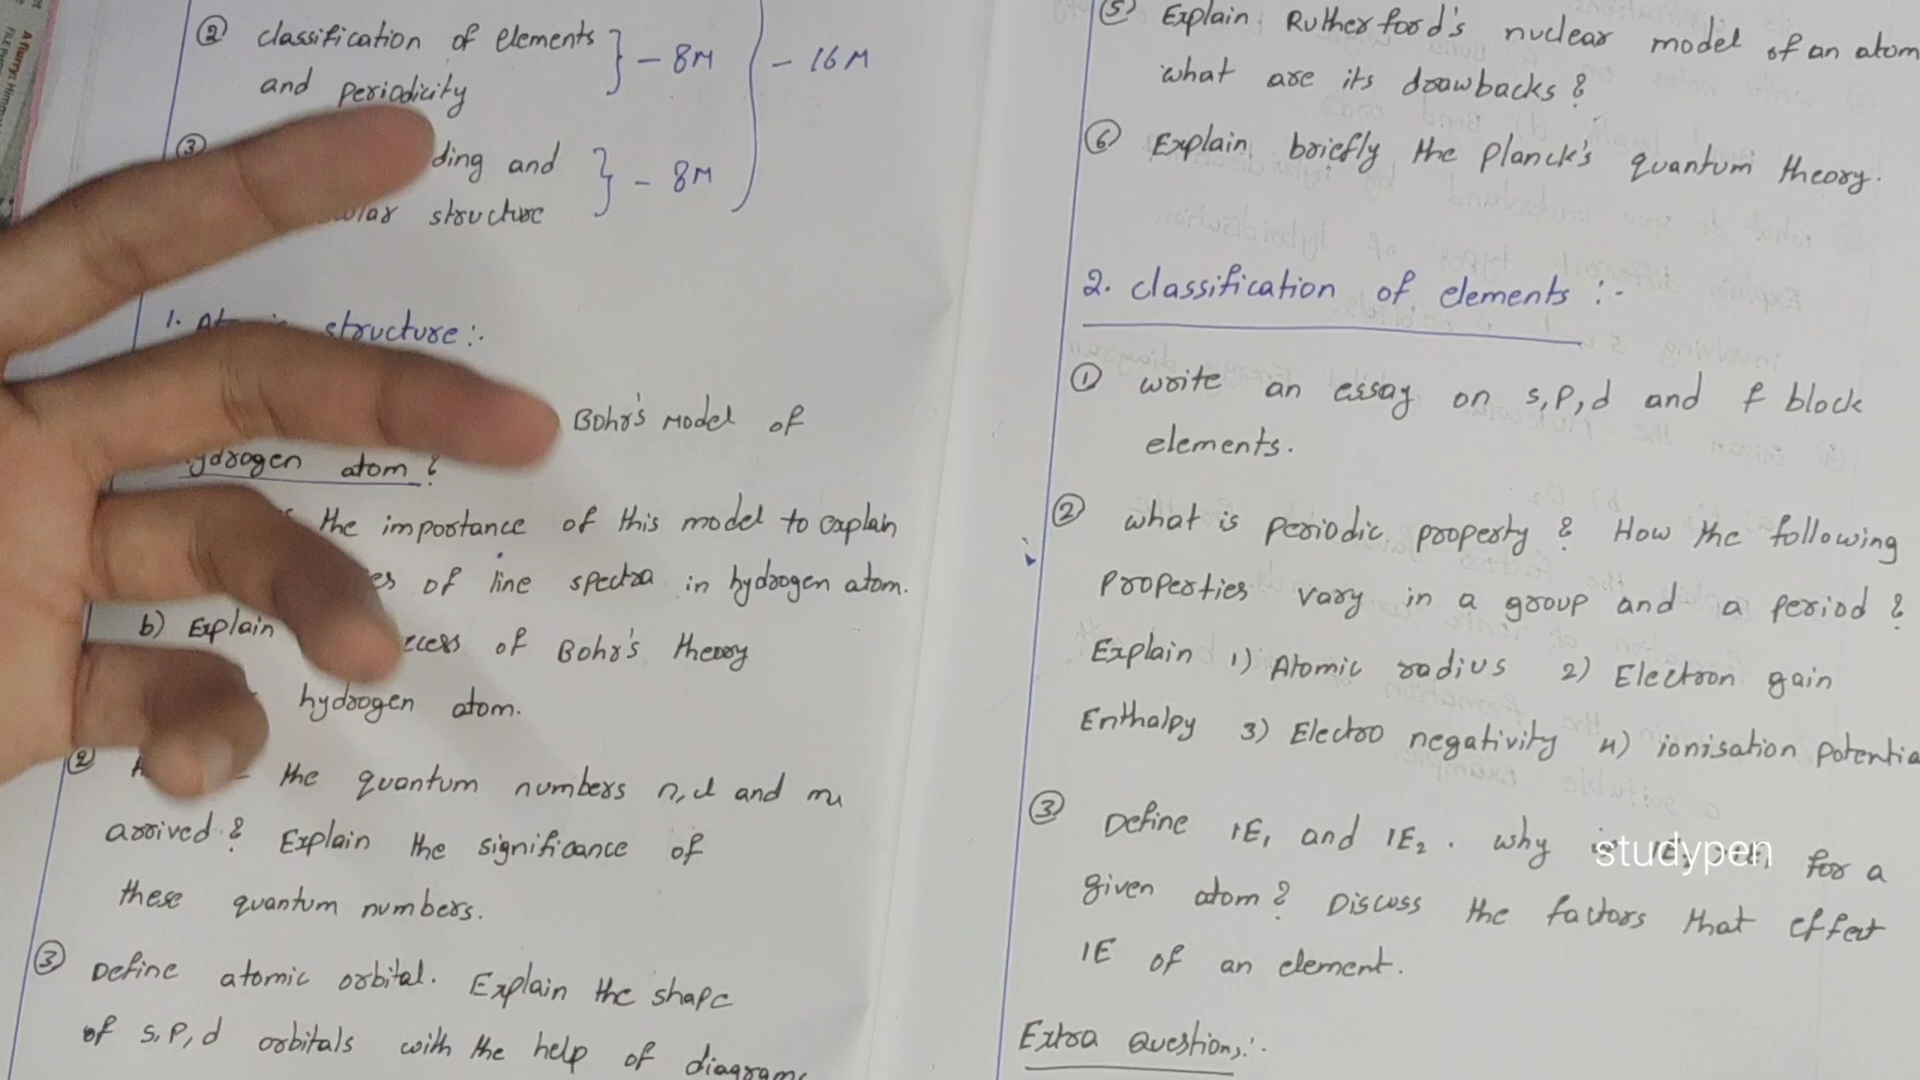 ② classification of elements } - 8M
and periodicity
- 16M
③ ding and } - 8M
structure
1. structure :-
Bohr's Model of
ydrogen atom ?
the importance of this model to explain
of line spectra in hydrogen atom.
b) Explain of Bohr's theory
hydrogen atom.
② the quantum numbers n, l and m
arrived ? Explain the significance of
these quantum numbers.
③ Define atomic orbital. Explain the shape
of s, p, d orbitals with the help of diagrams
⑤ Explain Rutherford's nuclear model of an atom
what are its drawbacks ?
⑥ Explain briefly the planck's quantum theory.
2. classification of elements :-
① write an essay on s, p, d and f block
elements.
② what is periodic property ? How the following
properties vary in a group and a period ?
Explain 1) Atomic radius 2) Electron gain
Enthalpy 3) Electro negativity 4) ionisation potentia
③ Define IE₁ and IE₂. why for a
studypen
given atom ? Discuss the factors that effect
IE of an element.
Extra Questions :-